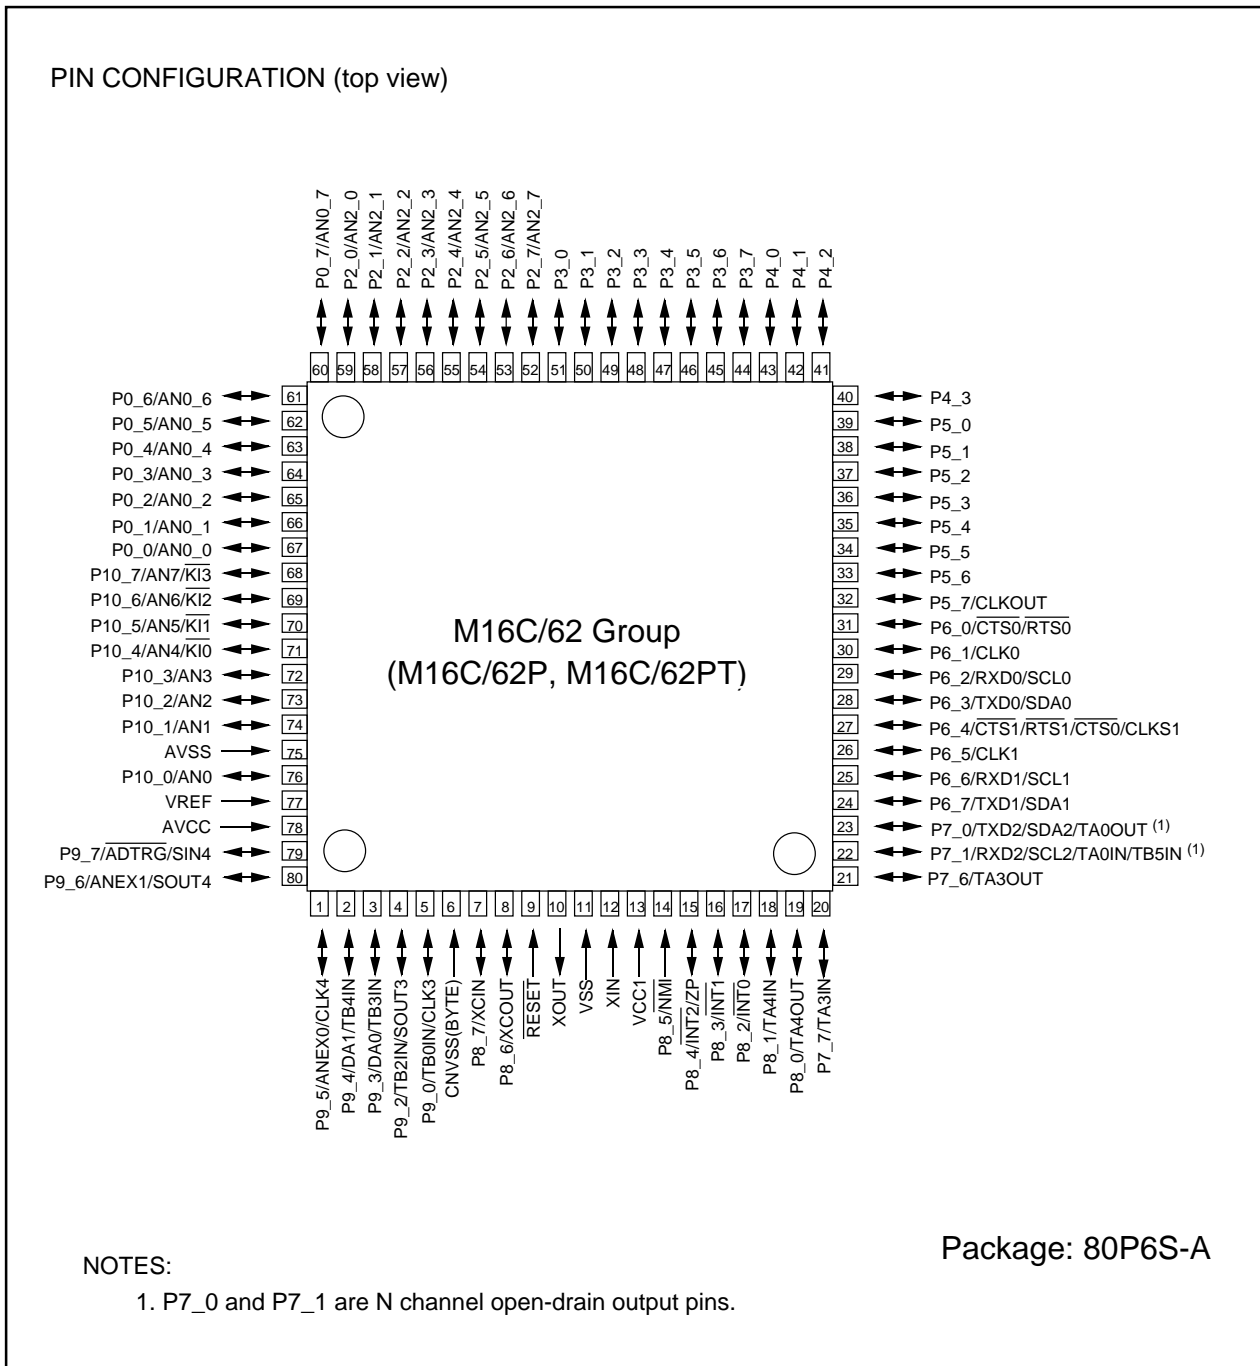 PIN CONFIGURATION (top view)
P0_7/AN0_7
P2_0/AN2_0
P2_1/AN2_1
P2_2/AN2_2
P2_3/AN2_3
P2_4/AN2_4
P2_5/AN2_5
P2_6/AN2_6
P2_7/AN2_7
P3_0
P3_1
P3_2
P3_3
P3_4
P3_5
P3_6
P3_7
P4_0
P4_1
P4_2
60 59 58 57 56 55 54 53 52 51 50 49 48 47 46 45 44 43 42 41
P0_6/AN0_6 61
P0_5/AN0_5 62
P0_4/AN0_4 63
P0_3/AN0_3 64
P0_2/AN0_2 65
P0_1/AN0_1 66
P0_0/AN0_0 67
P10_7/AN7/KI3 68
P10_6/AN6/KI2 69
P10_5/AN5/KI1 70
P10_4/AN4/KI0 71
P10_3/AN3 72
P10_2/AN2 73
P10_1/AN1 74
AVSS 75
P10_0/AN0 76
VREF 77
AVCC 78
P9_7/ADTRG/SIN4 79
P9_6/ANEX1/SOUT4 80
M16C/62 Group
(M16C/62P, M16C/62PT)
40 P4_3
39 P5_0
38 P5_1
37 P5_2
36 P5_3
35 P5_4
34 P5_5
33 P5_6
32 P5_7/CLKOUT
31 P6_0/CTS0/RTS0
30 P6_1/CLK0
29 P6_2/RXD0/SCL0
28 P6_3/TXD0/SDA0
27 P6_4/CTS1/RTS1/CTS0/CLKS1
26 P6_5/CLK1
25 P6_6/RXD1/SCL1
24 P6_7/TXD1/SDA1
23 P7_0/TXD2/SDA2/TA0OUT (1)
22 P7_1/RXD2/SCL2/TA0IN/TB5IN (1)
21 P7_6/TA3OUT
1 2 3 4 5 6 7 8 9 10 11 12 13 14 15 16 17 18 19 20
P9_5/ANEX0/CLK4
P9_4/DA1/TB4IN
P9_3/DA0/TB3IN
P9_2/TB2IN/SOUT3
P9_0/TB0IN/CLK3
CNVSS(BYTE)
P8_7/XCIN
P8_6/XCOUT
RESET
XOUT
VSS
XIN
VCC1
P8_5/NMI
P8_4/INT2/ZP
P8_3/INT1
P8_2/INT0
P8_1/TA4IN
P8_0/TA4OUT
P7_7/TA3IN
Package: 80P6S-A
NOTES:
1. P7_0 and P7_1 are N channel open-drain output pins.